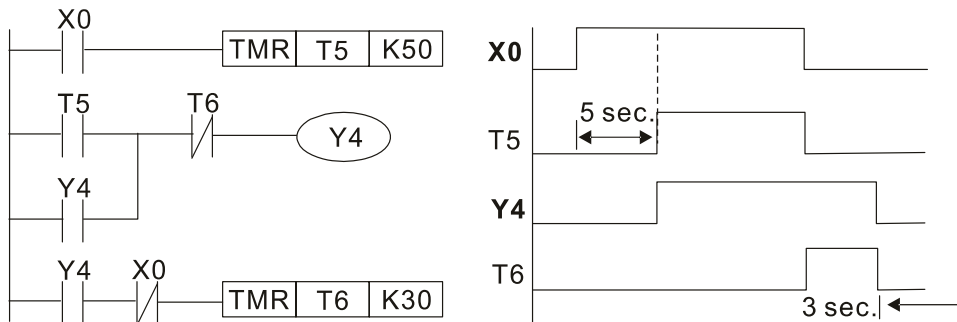 X0
TMR T5 K50
T5 T6
Y4
Y4
Y4 X0
TMR T6 K30
X0
5 sec.
T5
Y4
T6
3 sec.